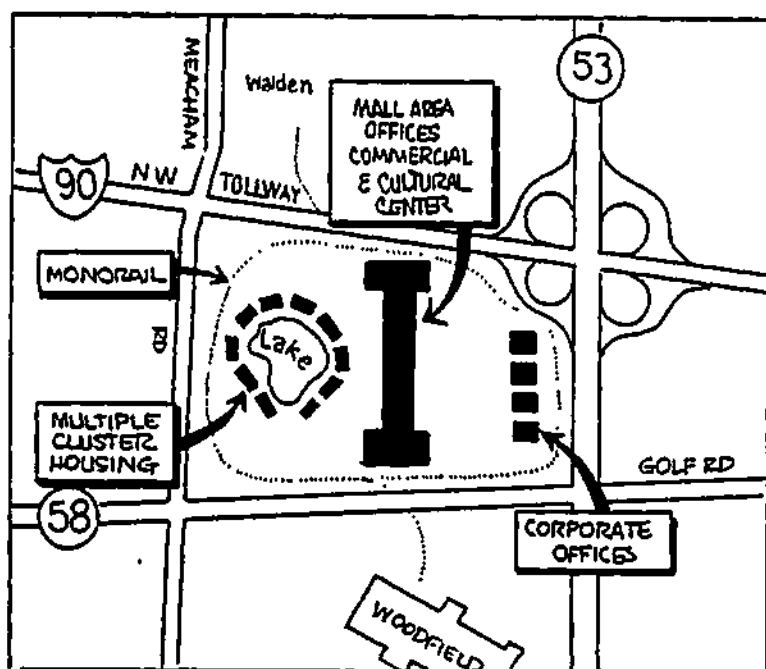 MEACHAM
Walden
53
MALL AREA
OFFICES
COMMERCIAL
& CULTURAL
CENTER
90
NW
TOLLWAY
MONORAIL
RD
Lake
MULTIPLE
CLUSTER
HOUSING
GOLF RD
58
CORPORATE
OFFICES
WOODFIELD